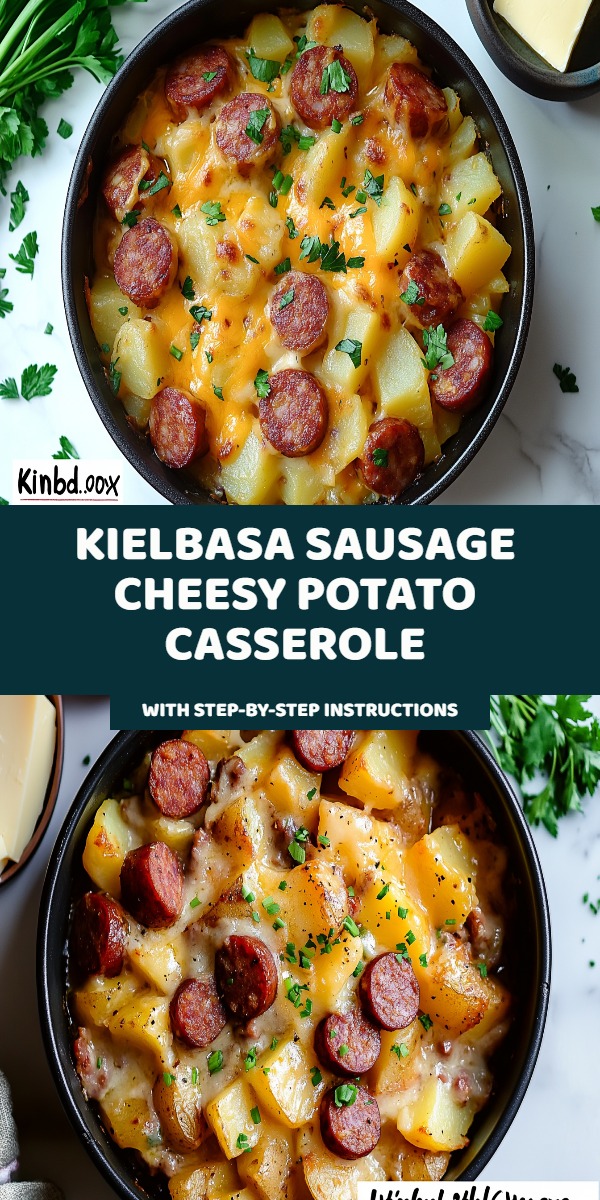 Kinbd.oox
KIELBASA SAUSAGE
CHEESY POTATO
CASSEROLE
WITH STEP-BY-STEP INSTRUCTIONS